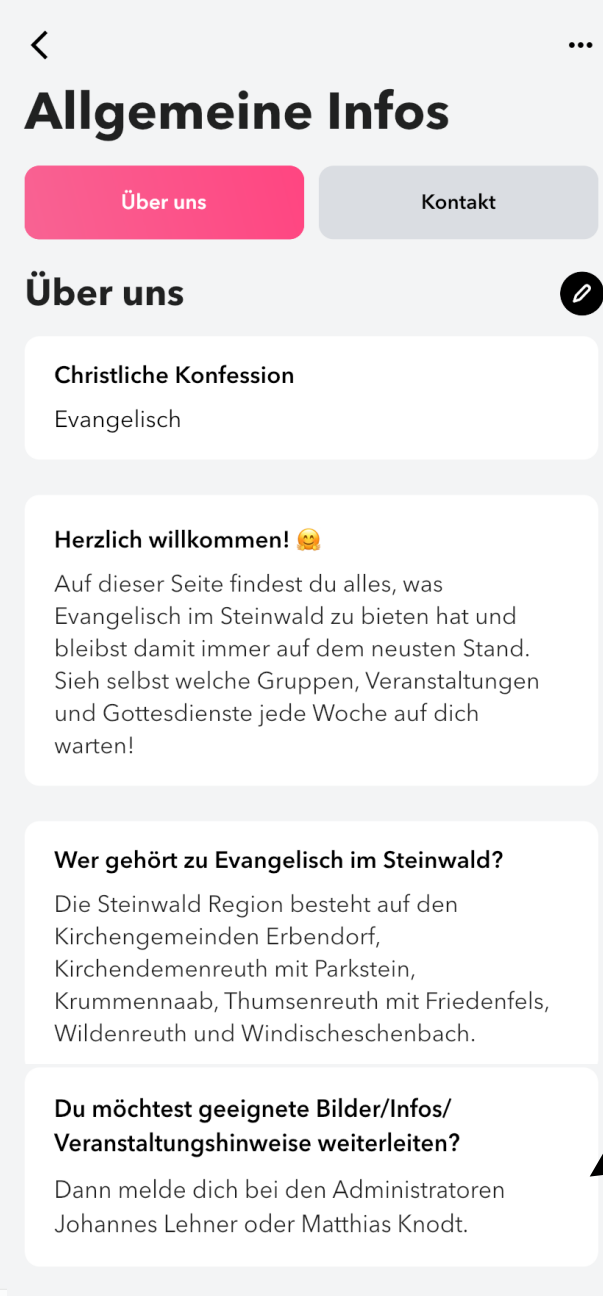 Allgemeine Infos
Über uns
Kontakt
Über uns
Christliche Konfession
Evangelisch
Herzlich willkommen! 🤗
Auf dieser Seite findest du alles, was
Evangelisch im Steinwald zu bieten hat und
bleibst damit immer auf dem neusten Stand.
Sieh selbst welche Gruppen, Veranstaltungen
und Gottesdienste jede Woche auf dich
warten!
Wer gehört zu Evangelisch im Steinwald?
Die Steinwald Region besteht auf den
Kirchengemeinden Erbendorf,
Kirchendemenreuth mit Parkstein,
Krummennaab, Thumsenreuth mit Friedenfels,
Wildenreuth und Windischeschenbach.
Du möchtest geeignete Bilder/Infos/
Veranstaltungshinweise weiterleiten?
Dann melde dich bei den Administratoren
Johannes Lehner oder Matthias Knodt.